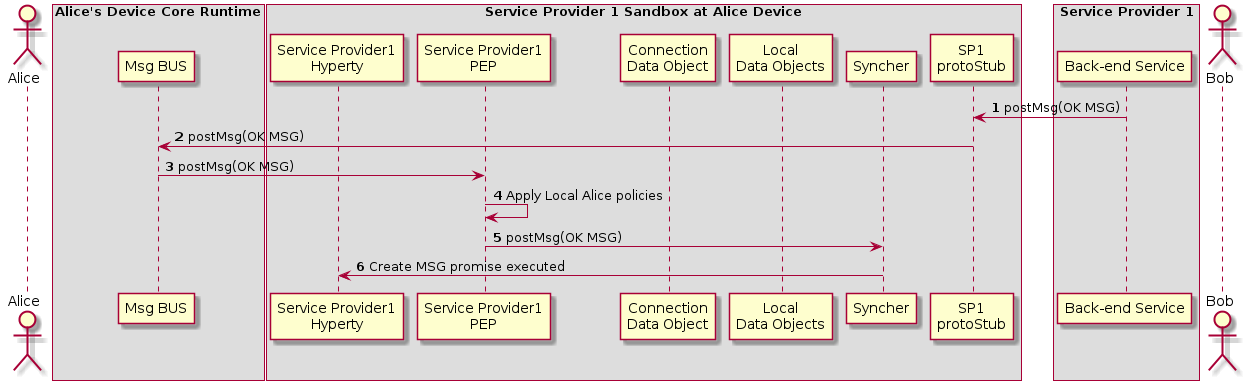 Alice's Device Core Runtime
Service Provider 1 Sandbox at Alice Device
Service Provider 1
Alice
Msg BUS
Service Provider1
Hyperty
Service Provider1
PEP
Connection
Data Object
Local
Data Objects
Syncher
SP1
protoStub
Back-end Service
Bob
1 postMsg(OK MSG)
2 postMsg(OK MSG)
3 postMsg(OK MSG)
4 Apply Local Alice policies
5 postMsg(OK MSG)
6 Create MSG promise executed
Alice
Msg BUS
Service Provider1
Hyperty
Service Provider1
PEP
Connection
Data Object
Local
Data Objects
Syncher
SP1
protoStub
Back-end Service
Bob